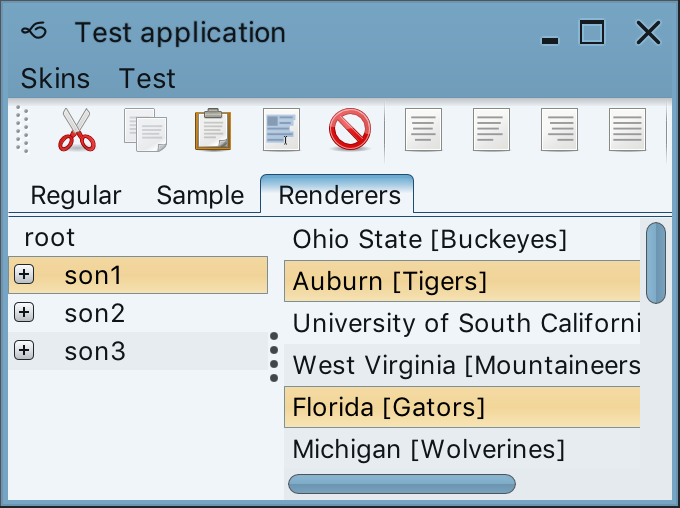 Test application
Skins Test
Regular Sample Renderers
root
son1
son2
son3
Ohio State [Buckeyes]
Auburn [Tigers]
University of South Californi
West Virginia [Mountaineers
Florida [Gators]
Michigan [Wolverines]